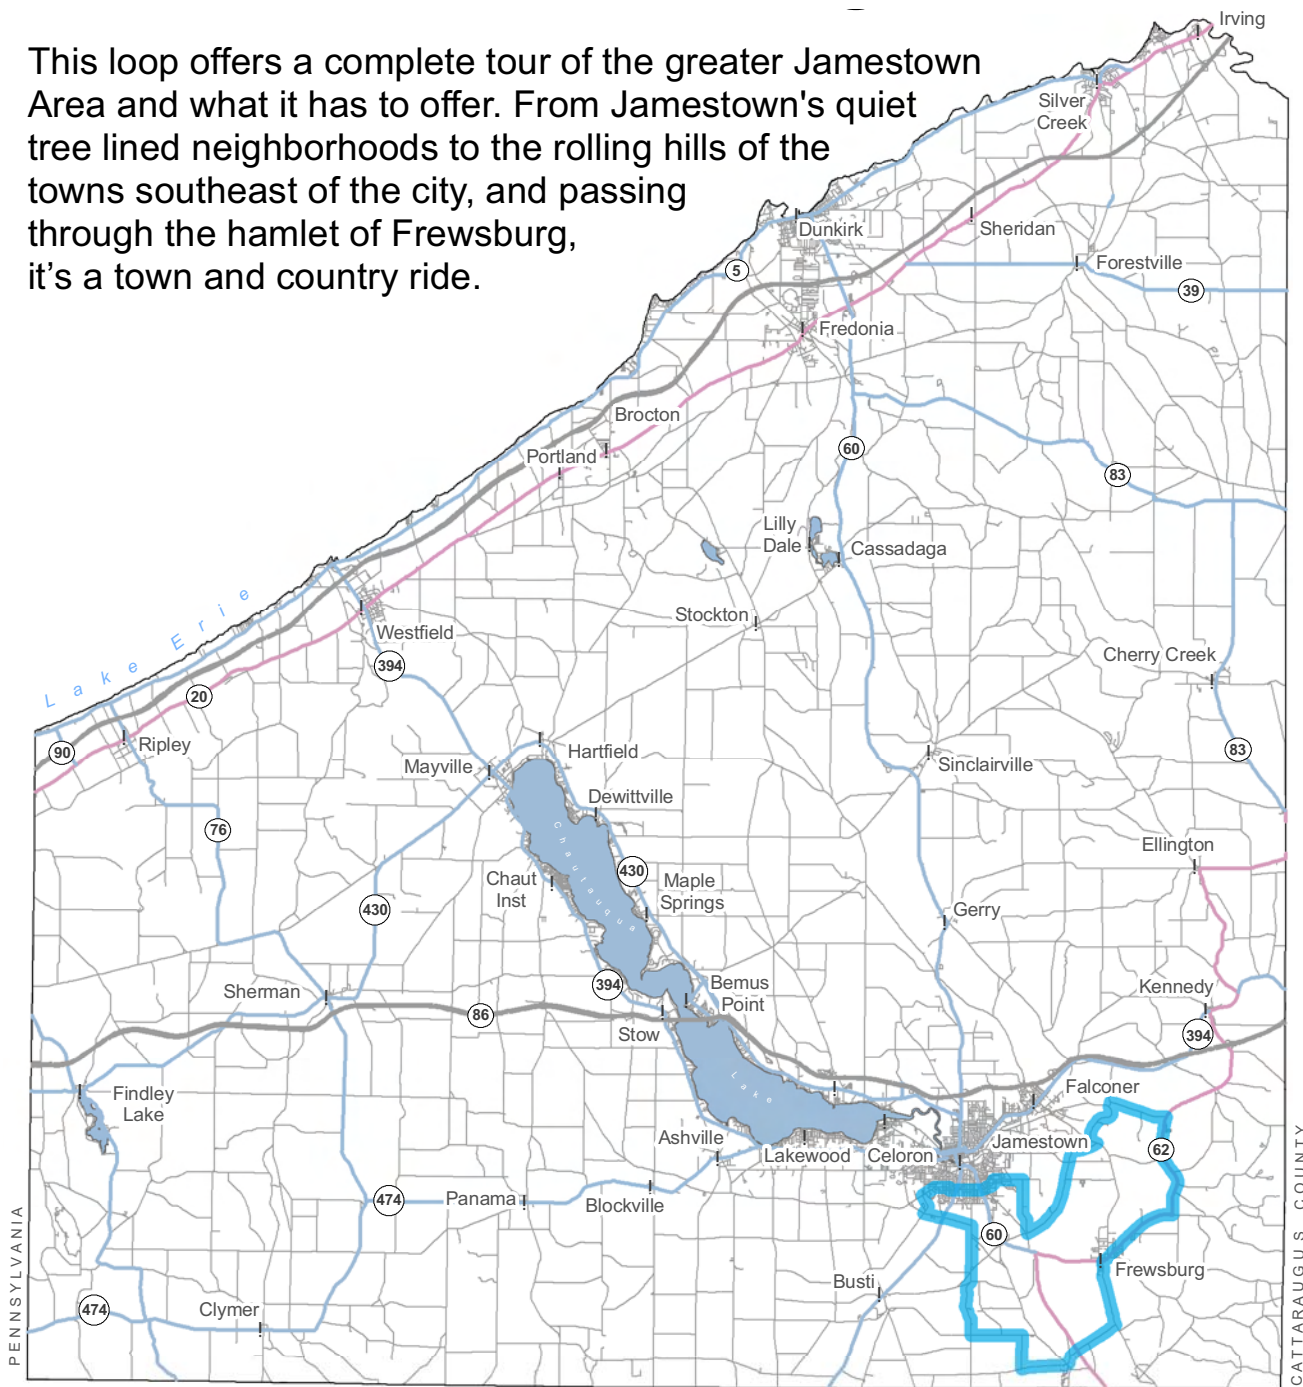 This loop offers a complete tour of the greater Jamestown
Area and what it has to offer. From Jamestown's quiet
tree lined neighborhoods to the rolling hills of the
towns southeast of the city, and passing
through the hamlet of Frewsburg,
it’s a town and country ride.
Irving
Silver
Creek
Dunkirk
Sheridan
Forestville
5
39
Fredonia
Brocton
60
Portland
83
Lilly
Dale
Cassadaga
Lake Erie
Stockton
Westfield
394
Cherry Creek
20
90
Ripley
Hartfield
Mayville
Sinclairville
83
Dewittville
76
Chautauqua
Ellington
430
Chaut
Inst
Maple
Springs
430
Gerry
Sherman
394
Bemus
Point
Kennedy
86
Stow
394
Findley
Lake
Lake
Falconer
Ashville
Lakewood
Celoron
Jamestown
62
474
Panama
Blockville
60
Busti
Frewsburg
474
Clymer
PENNSYLVANIA
CATTARAUGUS COUNTY